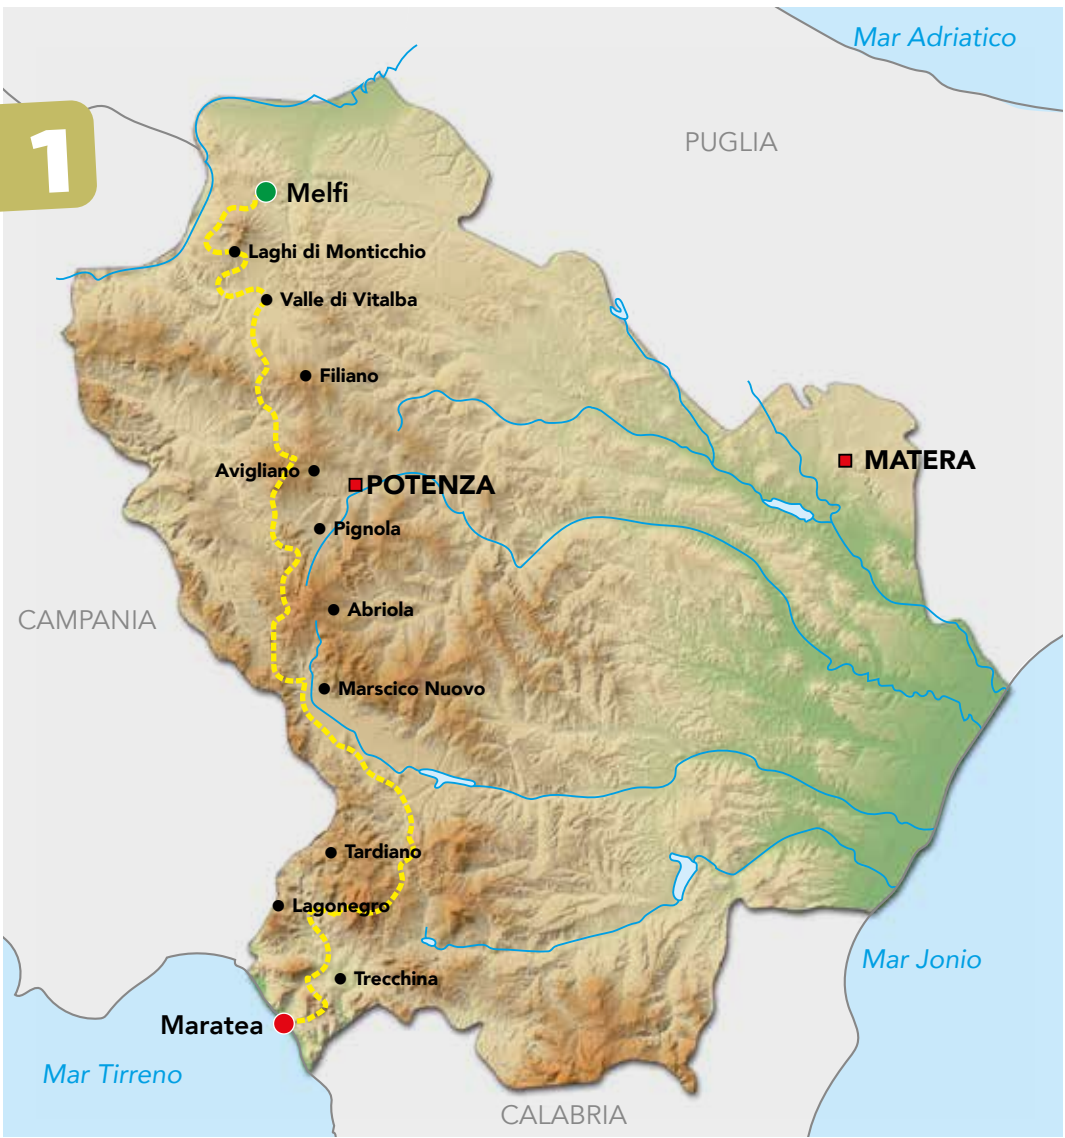 Mar Adriatico
PUGLIA
1
Melfi
Laghi di Monticchio
Valle di Vitalba
Filiano
MATERA
Avigliano
POTENZA
Pignola
Abriola
CAMPANIA
Marscico Nuovo
Tardiano
Lagonegro
Mar Jonio
Trecchina
Maratea
Mar Tirreno
CALABRIA